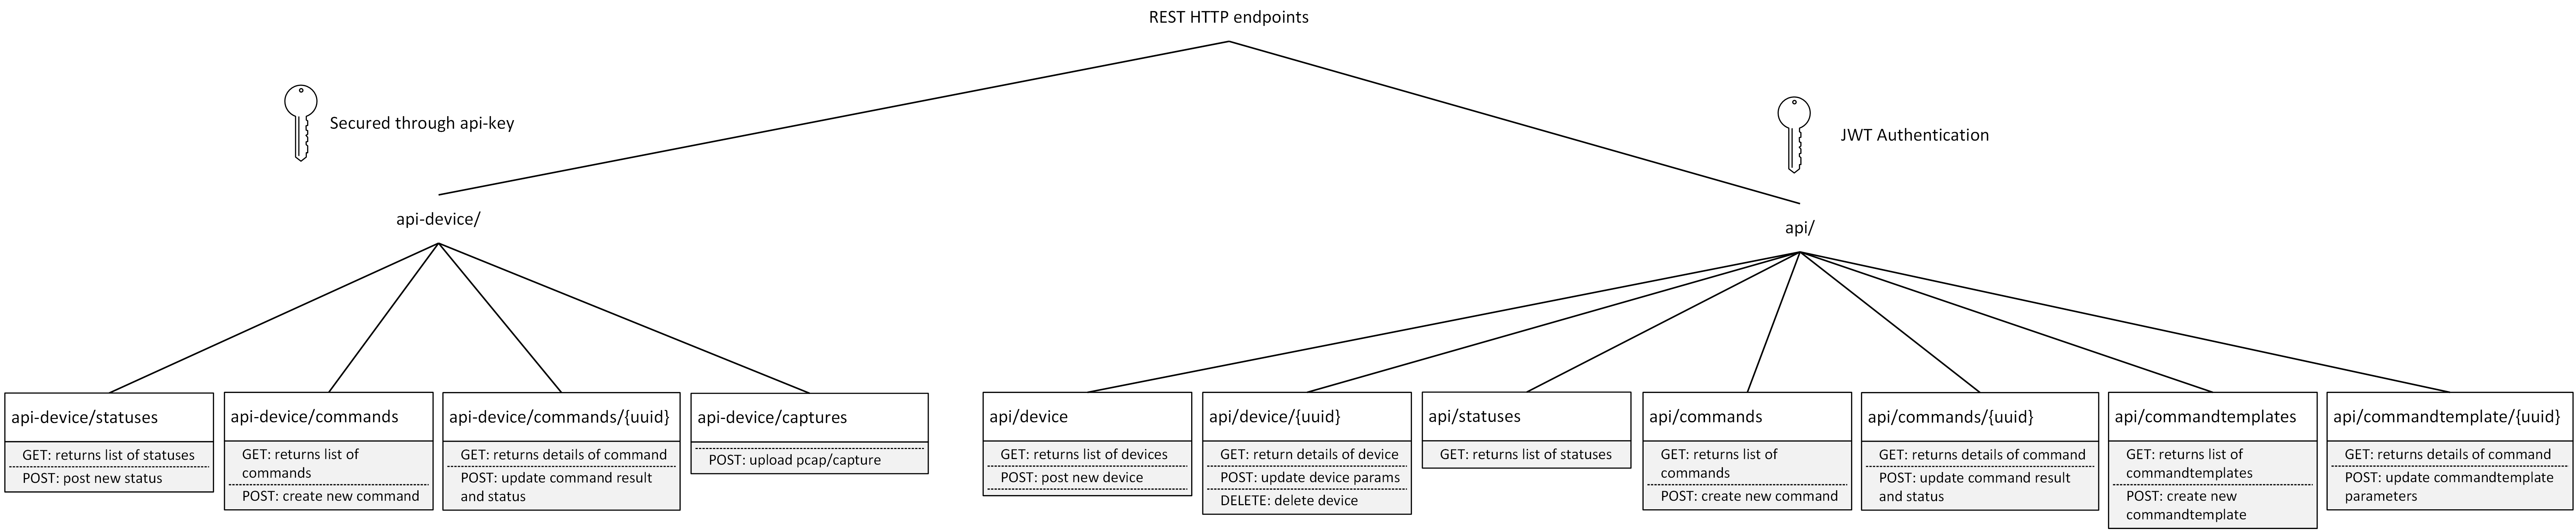 REST HTTP endpoints
Secured through api-key
JWT Authentication
api-device/
api/
api-device/statuses
GET: returns list of statuses
POST: post new status
api-device/commands
GET: returns list of
commands
POST: create new command
api-device/commands/{uuid}
GET: returns details of command
POST: update command result
and status
api-device/captures
POST: upload pcap/capture
api/device
GET: returns list of devices
POST: post new device
api/device/{uuid}
GET: return details of device
POST: update device params
DELETE: delete device
api/statuses
GET: returns list of statuses
api/commands
GET: returns list of
commands
POST: create new command
api/commands/{uuid}
GET: returns details of command
POST: update command result
and status
api/commandtemplates
GET: returns list of
commandtemplates
POST: create new
commandtemplate
api/commandtemplate/{uuid}
GET: returns details of command
POST: update commandtemplate
parameters